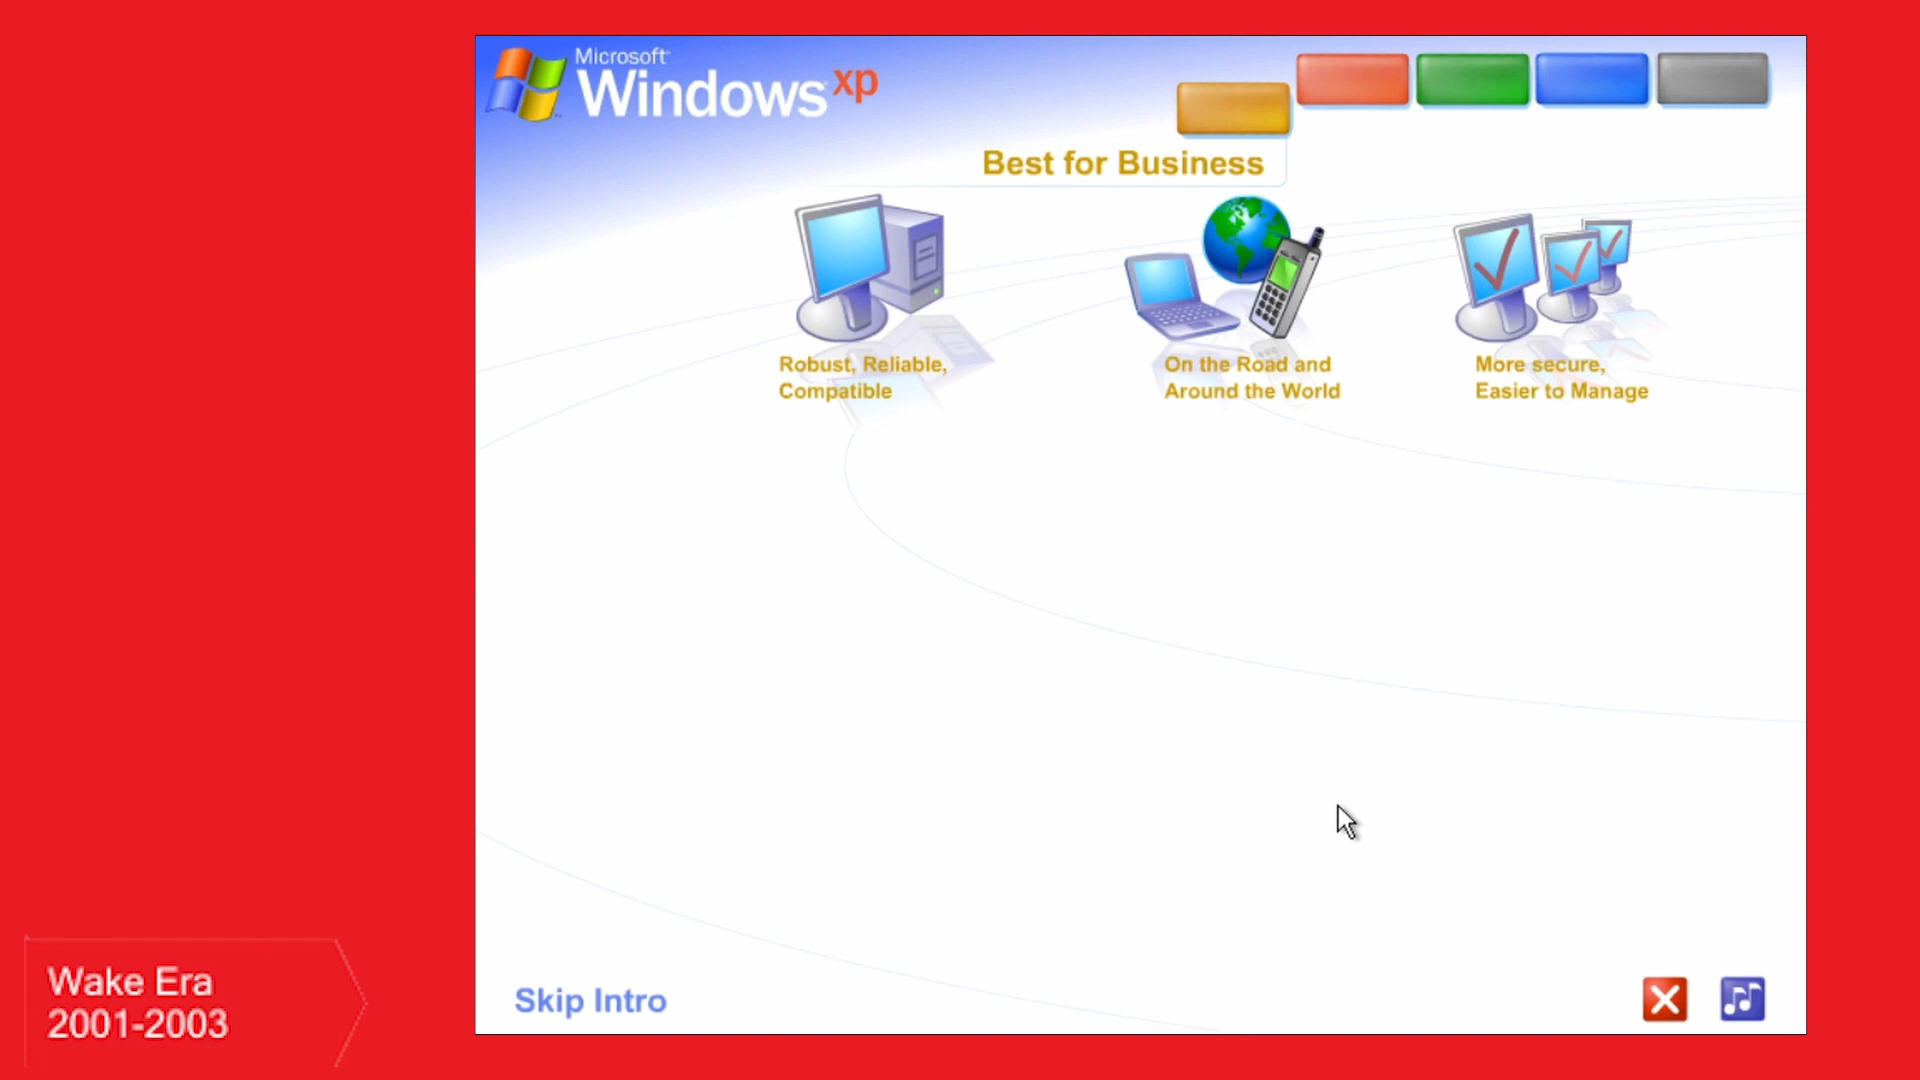 Microsoft®
Windows xp
Best for Business
Robust, Reliable,
Compatible
On the Road and
Around the World
More secure,
Easier to Manage
Skip Intro
Wake Era
2001-2003